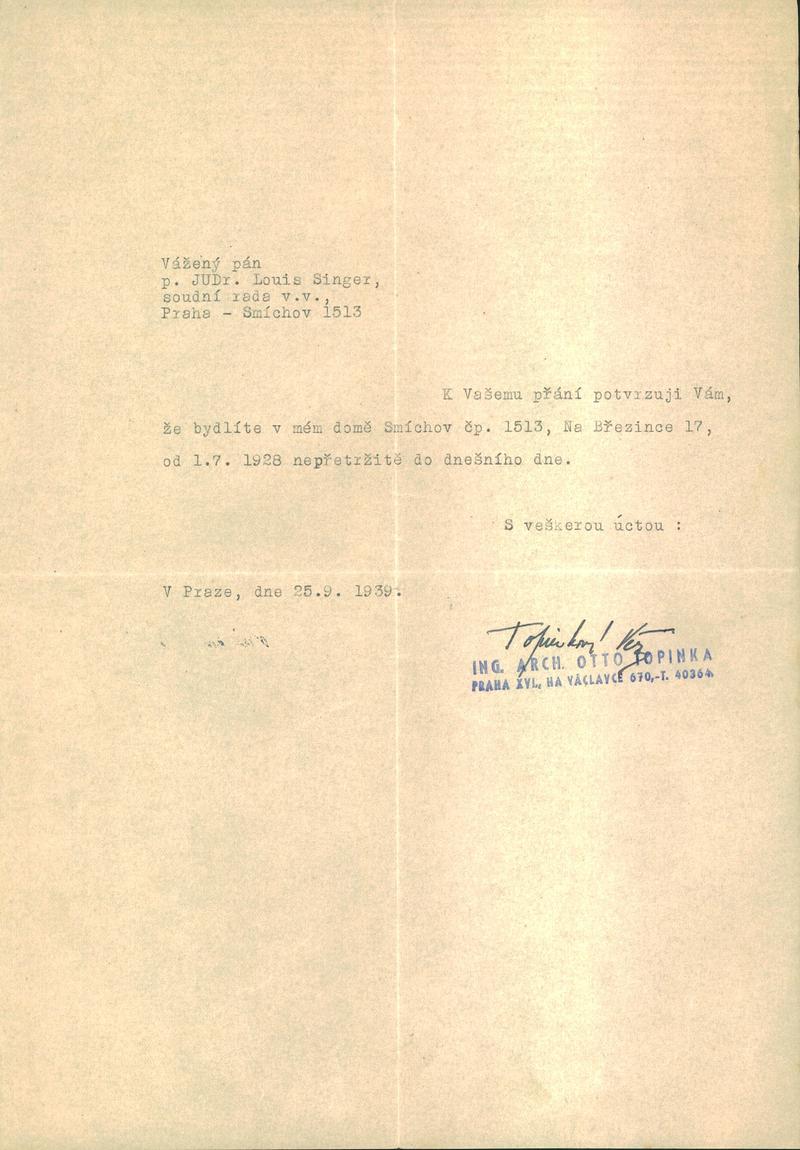 Vážený pán
p. JUDr. Louis Singer,
soudní rada v.v.,
Praha - Smíchov 1513
K Vašemu přání potvrzuji Vám,
že bydlíte v mém domě Smíchov čp. 1513, Na Březince 17,
od 1.7. 1928 nepřetržitě do dnešního dne.
S veškerou úctou :
V Praze, dne 25.9. 1939.
ING. ARCH. OTTO TOPINKA
PRAHA XVI., NA VÁCLAVCE 670,-T. 40364.